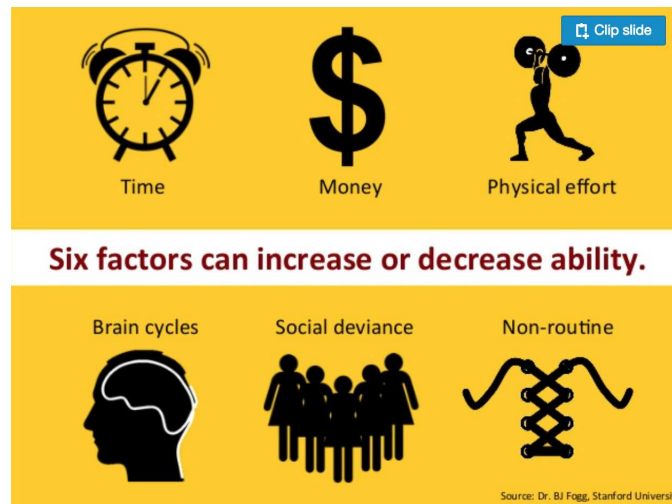 Clip slide
$
Time
Money
Physical effort
Six factors can increase or decrease ability.
Brain cycles
Social deviance
Non-routine
Source: Dr. BJ Fogg, Stanford Universi